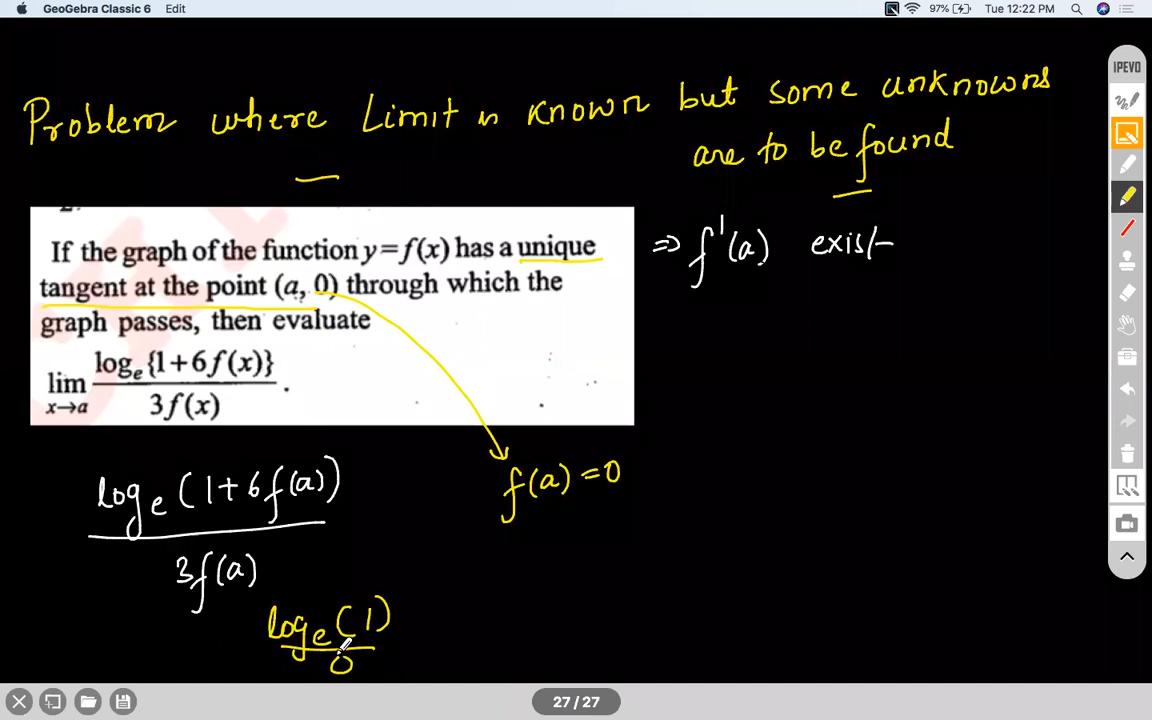 GeoGebra Classic 6 Edit 97% Tue 12:22 PM
IPEVO
Problem where Limit is known but some unknowns
are to be found
If the graph of the function y=f(x) has a unique
tangent at the point (a, 0) through which the
graph passes, then evaluate
lim x→a log_e {1+6f(x)} / 3f(x) .
⇒ f'(a) exist
f(a) = 0
log_e (1+6f(a))
3f(a)
log_e (1)
0
27 / 27